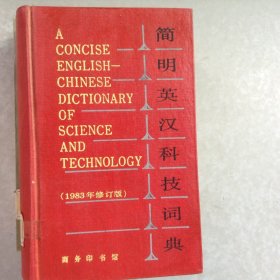 A
CONCISE
ENGLISH—
CHINESE
DICTIONARY
OF
SCIENCE
AND
TECHNOLOGY
(1983年修订版)
简明英汉科技词典
商务印书馆